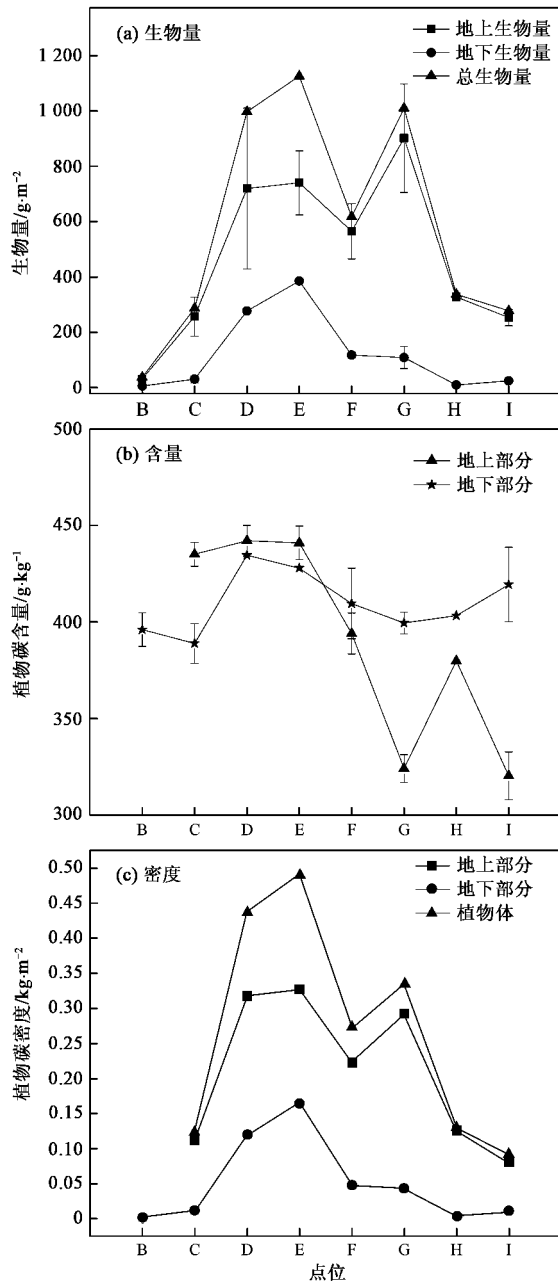 (a) 生物量
地上生物量
地下生物量
总生物量
生物量/g·m⁻²
1 200
1 000
800
600
400
200
0
B C D E F G H I
(b) 含量
地上部分
地下部分
植物碳含量/g·kg⁻¹
500
450
400
350
300
B C D E F G H I
(c) 密度
地上部分
地下部分
植物体
植物碳密度/kg·m⁻²
0.50
0.45
0.40
0.35
0.30
0.25
0.20
0.15
0.10
0.05
0
B C D E F G H I
点位